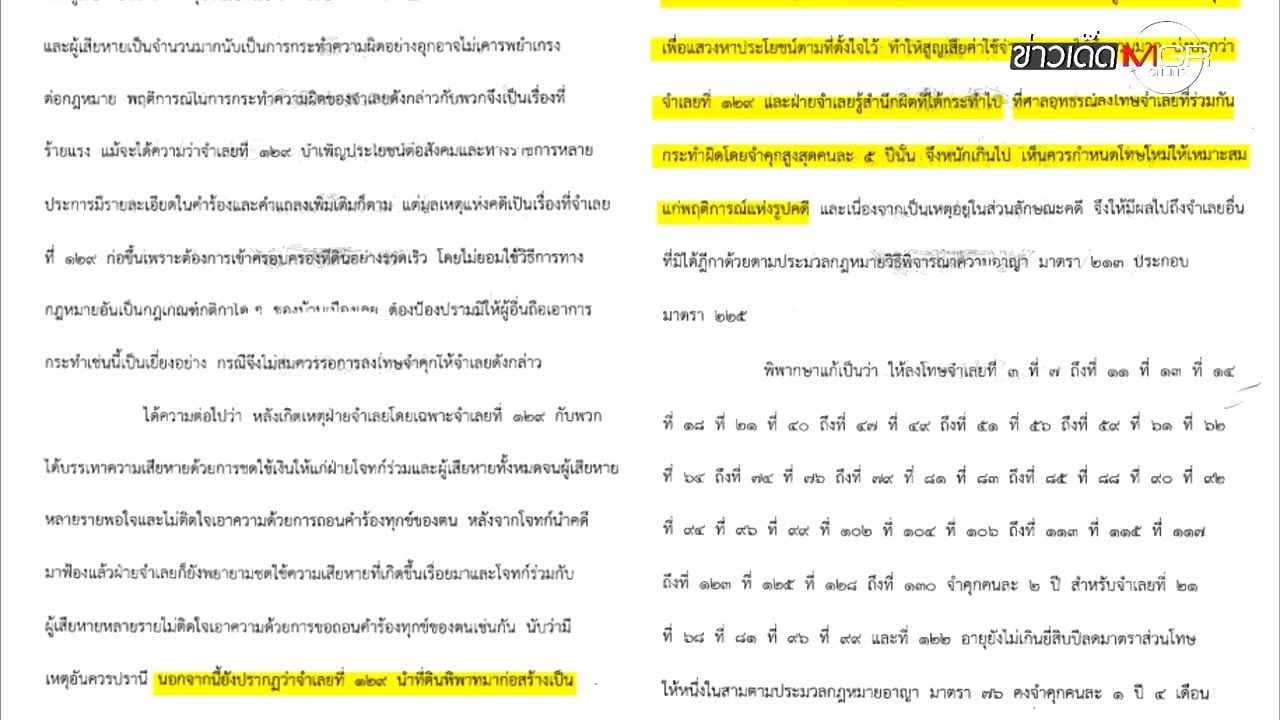 และผู้เสียหายเป็นจำนวนมากนับเป็นการกระทำความผิดอย่างอุกอาจไม่เคารพยำเกรง
ต่อกฎหมาย พฤติการณ์ในการกระทำความผิดของจำเลยดังกล่าวกับพวกจึงเป็นเรื่องที่
ร้ายแรง แม้จะได้ความว่าจำเลยที่ ๑๒๙ บำเพ็ญประโยชน์ต่อสังคมและทางราชการหลาย
ประการมีรายละเอียดในคำร้องและคำแถลงเพิ่มเติมก็ตาม แต่มูลเหตุแห่งคดีเป็นเรื่องที่จำเลย
ที่ ๑๒๙ ก่อขึ้นเพราะต้องการเข้าครอบครองที่ดินอย่างรวดเร็ว โดยไม่ยอมใช้วิธีการทาง
กฎหมายอันเป็นกฎเกณฑ์กติกาใด ๆ ของบ้านเมืองเลย ต้องป้องปรามมิให้ผู้อื่นถือเอาการ
กระทำเช่นนี้เป็นเยี่ยงอย่าง กรณีจึงไม่สมควรรอการลงโทษจำคุกให้จำเลยดังกล่าว
ได้ความต่อไปว่า หลังเกิดเหตุฝ่ายจำเลยโดยเฉพาะจำเลยที่ ๑๒๙ กับพวก
ได้บรรเทาความเสียหายด้วยการชดใช้เงินให้แก่ฝ่ายโจทก์ร่วมและผู้เสียหายทั้งหมดจนผู้เสียหาย
หลายรายพอใจและไม่ติดใจเอาความด้วยการถอนคำร้องทุกข์ของตน หลังจากโจทก์นำคดี
มาฟ้องแล้วฝ่ายจำเลยก็ยังพยายามชดใช้ความเสียหายที่เกิดขึ้นเรื่อยมาและโจทก์ร่วมกับ
ผู้เสียหายหลายรายไม่ติดใจเอาความด้วยการขอถอนคำร้องทุกข์ของตนเช่นกัน นับว่ามี
เหตุอันควรปรานี นอกจากนี้ยังปรากฏว่าจำเลยที่ ๑๒๙ นำที่ดินพิพาทมาก่อสร้างเป็น
เพื่อแสวงหาประโยชน์ตามที่ตั้งใจไว้ ทำให้สูญเสียค่าใช้จ่าย
จำเลยที่ ๑๒๙ และฝ่ายจำเลยรู้สำนึกผิดที่ได้กระทำไป ที่ศาลอุทธรณ์ลงโทษจำเลยที่ร่วมกัน
กระทำผิดโดยจำคุกสูงสุดคนละ ๕ ปีนั้น จึงหนักเกินไป เห็นควรกำหนดโทษใหม่ให้เหมาะสม
แก่พฤติการณ์แห่งรูปคดี และเนื่องจากเป็นเหตุอยู่ในส่วนลักษณะคดี จึงให้มีผลไปถึงจำเลยอื่น
ที่มิได้ฎีกาด้วยตามประมวลกฎหมายวิธีพิจารณาความอาญา มาตรา ๒๑๓ ประกอบ
มาตรา ๒๒๕
พิพากษาแก้เป็นว่า ให้ลงโทษจำเลยที่ ๓ ที่ ๗ ถึงที่ ๑๑ ที่ ๑๓ ที่ ๑๔
ที่ ๑๘ ที่ ๒๑ ที่ ๔๐ ถึงที่ ๔๗ ที่ ๔๙ ถึงที่ ๕๑ ที่ ๕๖ ถึงที่ ๕๙ ที่ ๖๑ ที่ ๖๒
ที่ ๖๔ ถึงที่ ๗๔ ที่ ๗๖ ถึงที่ ๗๙ ที่ ๘๑ ที่ ๘๓ ถึงที่ ๘๕ ที่ ๘๘ ที่ ๙๐ ที่ ๙๒
ที่ ๙๔ ที่ ๙๖ ที่ ๙๙ ที่ ๑๐๒ ที่ ๑๐๔ ที่ ๑๐๖ ถึงที่ ๑๑๓ ที่ ๑๑๕ ที่ ๑๑๗
ถึงที่ ๑๒๓ ที่ ๑๒๕ ที่ ๑๒๘ ถึงที่ ๑๓๐ จำคุกคนละ ๒ ปี สำหรับจำเลยที่ ๒๑
ที่ ๖๘ ที่ ๘๑ ที่ ๙๖ ที่ ๙๙ และที่ ๑๒๒ อายุยังไม่เกินยี่สิบปีลดมาตราส่วนโทษ
ให้หนึ่งในสามตามประมวลกฎหมายอาญา มาตรา ๗๖ คงจำคุกคนละ ๑ ปี ๔ เดือน
ข่าวเด็ด MGR ONLINE